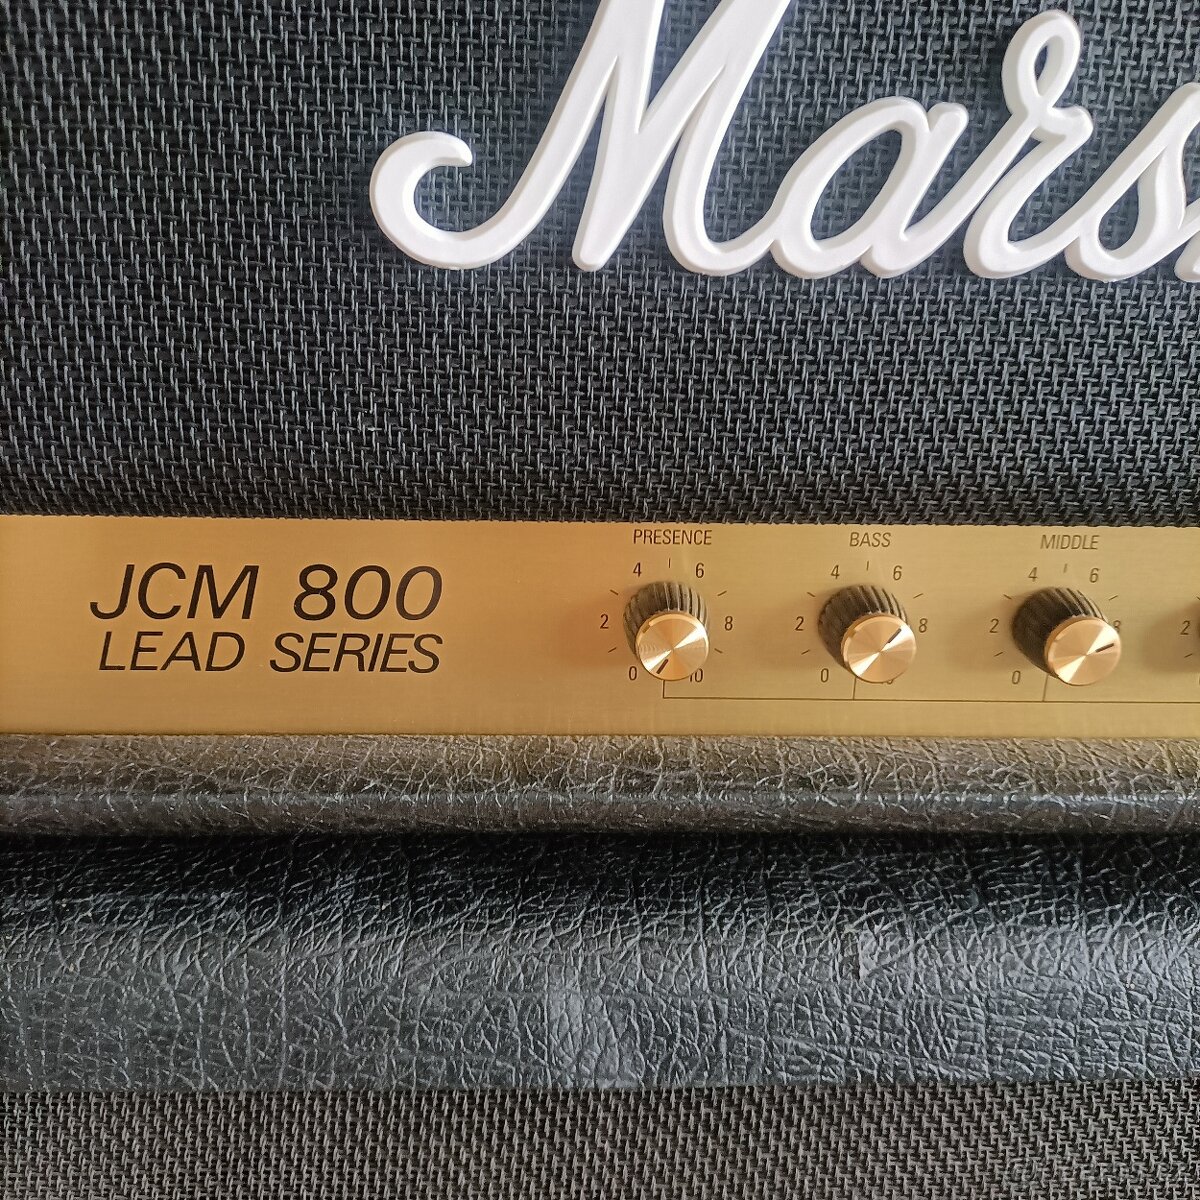 Mars
PRESENCE BASS MIDDLE
4 6 4 6 4 6
2 8 2 8 2 8 2
0 10 0 0
JCM 800
LEAD SERIES